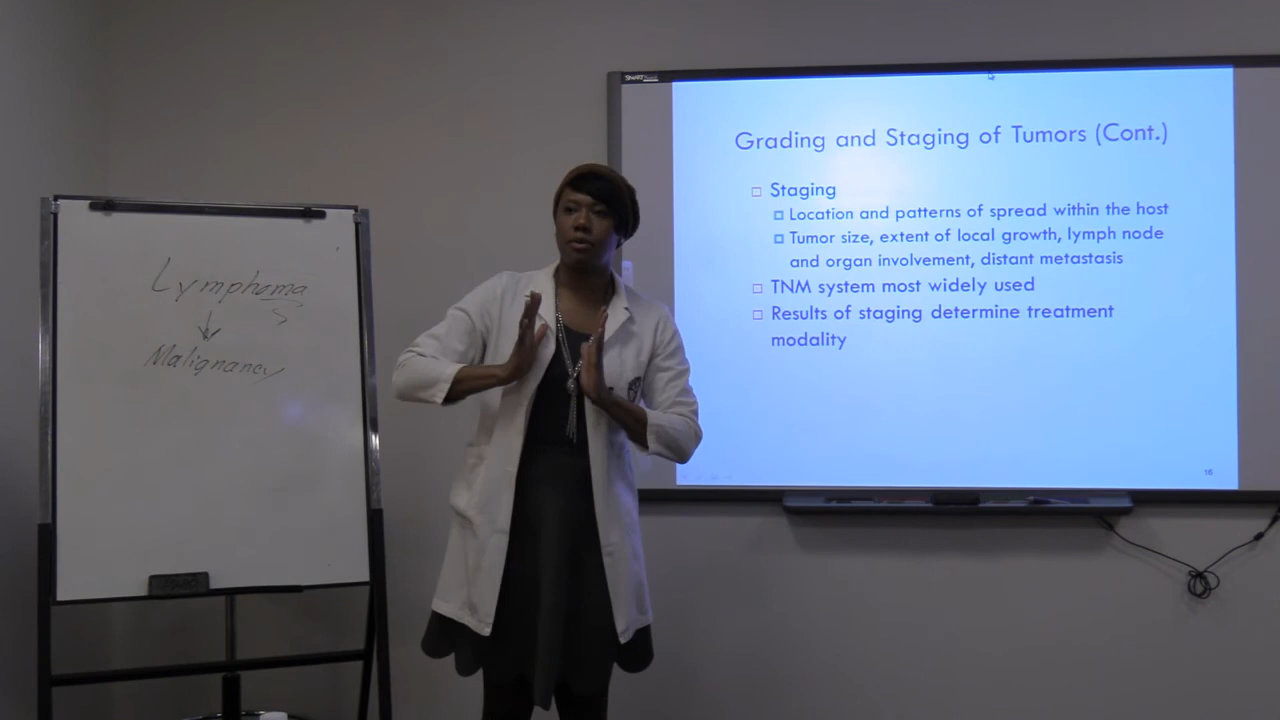 Lymphoma
Malignancy
SMART
Grading and Staging of Tumors (Cont.)
Staging
Location and patterns of spread within the host
Tumor size, extent of local growth, lymph node
and organ involvement, distant metastasis
TNM system most widely used
Results of staging determine treatment
modality
16